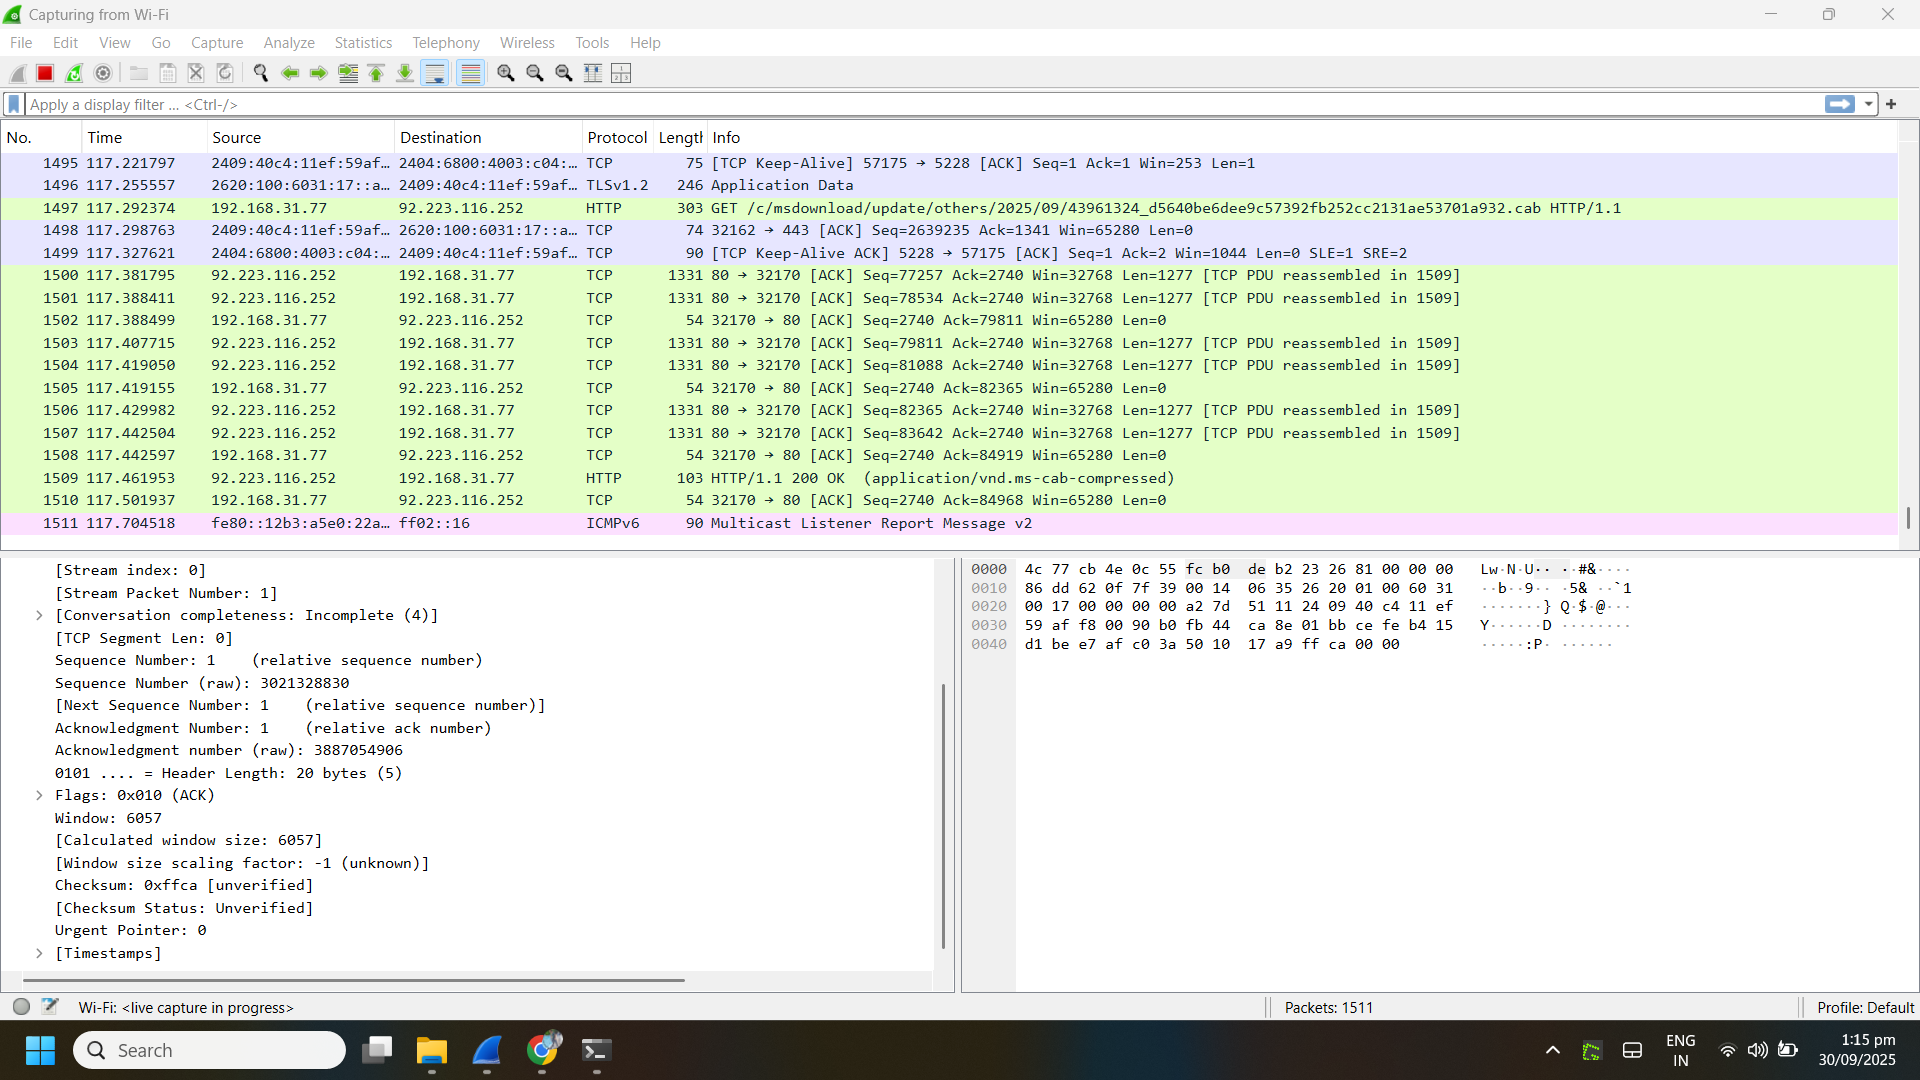 Capturing from Wi-Fi
File Edit View Go Capture Analyze Statistics Telephony Wireless Tools Help
Apply a display filter ... <Ctrl-/>
No. Time Source Destination Protocol Length Info
1495 117.221797 2409:40c4:11ef:59af… 2404:6800:4003:c04:… TCP 75 [TCP Keep-Alive] 57175 → 5228 [ACK] Seq=1 Ack=1 Win=253 Len=1
1496 117.255557 2620:100:6031:17::a… 2409:40c4:11ef:59af… TLSv1.2 246 Application Data
1497 117.292374 192.168.31.77 92.223.116.252 HTTP 303 GET /c/msdownload/update/others/2025/09/43961324_d5640be6dee9c57392fb252cc2131ae53701a932.cab HTTP/1.1
1498 117.298763 2409:40c4:11ef:59af… 2620:100:6031:17::a… TCP 74 32162 → 443 [ACK] Seq=2639235 Ack=1341 Win=65280 Len=0
1499 117.327621 2404:6800:4003:c04:… 2409:40c4:11ef:59af… TCP 90 [TCP Keep-Alive ACK] 5228 → 57175 [ACK] Seq=1 Ack=2 Win=1044 Len=0 SLE=1 SRE=2
1500 117.381795 92.223.116.252 192.168.31.77 TCP 1331 80 → 32170 [ACK] Seq=77257 Ack=2740 Win=32768 Len=1277 [TCP PDU reassembled in 1509]
1501 117.388411 92.223.116.252 192.168.31.77 TCP 1331 80 → 32170 [ACK] Seq=78534 Ack=2740 Win=32768 Len=1277 [TCP PDU reassembled in 1509]
1502 117.388499 192.168.31.77 92.223.116.252 TCP 54 32170 → 80 [ACK] Seq=2740 Ack=79811 Win=65280 Len=0
1503 117.407715 92.223.116.252 192.168.31.77 TCP 1331 80 → 32170 [ACK] Seq=79811 Ack=2740 Win=32768 Len=1277 [TCP PDU reassembled in 1509]
1504 117.419050 92.223.116.252 192.168.31.77 TCP 1331 80 → 32170 [ACK] Seq=81088 Ack=2740 Win=32768 Len=1277 [TCP PDU reassembled in 1509]
1505 117.419155 192.168.31.77 92.223.116.252 TCP 54 32170 → 80 [ACK] Seq=2740 Ack=82365 Win=65280 Len=0
1506 117.429982 92.223.116.252 192.168.31.77 TCP 1331 80 → 32170 [ACK] Seq=82365 Ack=2740 Win=32768 Len=1277 [TCP PDU reassembled in 1509]
1507 117.442504 92.223.116.252 192.168.31.77 TCP 1331 80 → 32170 [ACK] Seq=83642 Ack=2740 Win=32768 Len=1277 [TCP PDU reassembled in 1509]
1508 117.442597 192.168.31.77 92.223.116.252 TCP 54 32170 → 80 [ACK] Seq=2740 Ack=84919 Win=65280 Len=0
1509 117.461953 92.223.116.252 192.168.31.77 HTTP 103 HTTP/1.1 200 OK  (application/vnd.ms-cab-compressed)
1510 117.501937 192.168.31.77 92.223.116.252 TCP 54 32170 → 80 [ACK] Seq=2740 Ack=84968 Win=65280 Len=0
1511 117.704518 fe80::12b3:a5e0:22a… ff02::16 ICMPv6 90 Multicast Listener Report Message v2
[Stream index: 0]
[Stream Packet Number: 1]
[Conversation completeness: Incomplete (4)]
[TCP Segment Len: 0]
Sequence Number: 1    (relative sequence number)
Sequence Number (raw): 3021328830
[Next Sequence Number: 1    (relative sequence number)]
Acknowledgment Number: 1    (relative ack number)
Acknowledgment number (raw): 3887054906
0101 .... = Header Length: 20 bytes (5)
Flags: 0x010 (ACK)
Window: 6057
[Calculated window size: 6057]
[Window size scaling factor: -1 (unknown)]
Checksum: 0xffca [unverified]
[Checksum Status: Unverified]
Urgent Pointer: 0
[Timestamps]
0000 4c 77 cb 4e 0c 55 fc b0 de b2 23 26 81 00 00 00 Lw·N·U·· ··#&····
0010 86 dd 62 0f 7f 39 00 14 06 35 26 20 01 00 60 31 ··b··9·· ·5& ··`1
0020 00 17 00 00 00 00 a2 7d 51 11 24 09 40 c4 11 ef ·······} Q·$·@···
0030 59 af f8 00 90 b0 fb 44 ca 8e 01 bb ce fe b4 15 Y······D ········
0040 d1 be e7 af c0 3a 50 10 17 a9 ff ca 00 00 ·····:P· ······
Wi-Fi: <live capture in progress>
Packets: 1511
Profile: Default
Search
ENG
IN
1:15 pm
30/09/2025